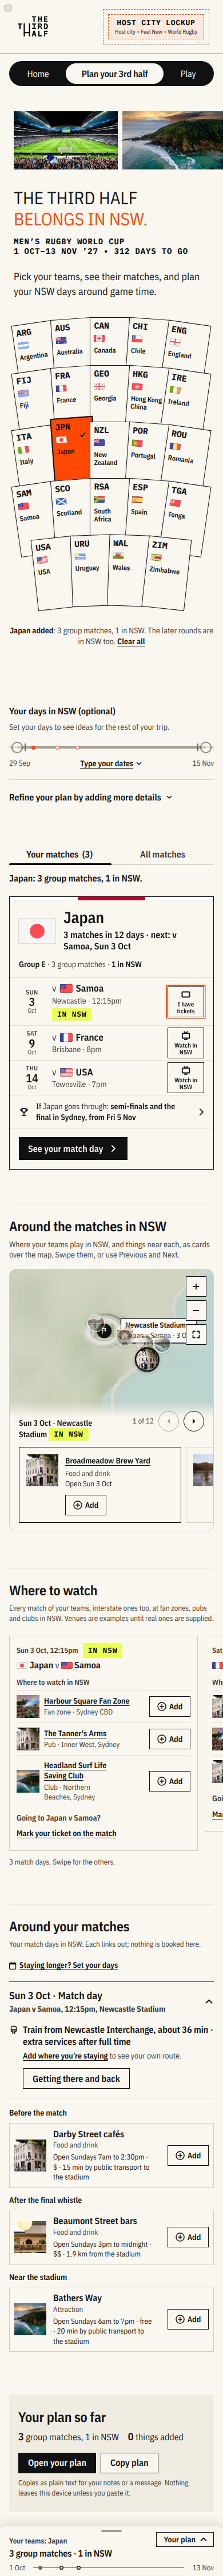 THE
THIRD
HALF
HOST CITY LOCKUP
Host city + Feel New + World Rugby
Home
Plan your 3rd half
Play
THE THIRD HALF
BELONGS IN NSW.
MEN'S RUGBY WORLD CUP
1 OCT–13 NOV '27 • 312 DAYS TO GO
Pick your teams, see their matches, and plan
your NSW days around game time.
ARG
Argentina
AUS
Australia
CAN
Canada
CHI
Chile
ENG
England
FIJ
Fiji
FRA
France
GEO
Georgia
HKG
Hong Kong
China
IRE
Ireland
ITA
Italy
JPN
Japan
NZL
New
Zealand
POR
Portugal
ROU
Romania
SAM
Samoa
SCO
Scotland
RSA
South
Africa
ESP
Spain
TGA
Tonga
USA
USA
URU
Uruguay
WAL
Wales
ZIM
Zimbabwe
Japan added: 3 group matches, 1 in NSW. The later rounds are
in NSW too. Clear all
Your days in NSW (optional)
Set your days to see ideas for the rest of your trip.
29 Sep
Type your dates
15 Nov
Refine your plan by adding more details
Your matches (3)
All matches
Japan: 3 group matches, 1 in NSW.
Japan
3 matches in 12 days · next: v
Samoa, Sun 3 Oct
Group E · 3 group matches · 1 in NSW
SUN
3
Oct
v Samoa
Newcastle · 12:15pm
IN NSW
I have
tickets
SAT
9
Oct
v France
Brisbane · 8pm
Watch in
NSW
THU
14
Oct
v USA
Townsville · 7pm
Watch in
NSW
If Japan goes through: semi-finals and the
final in Sydney, from Fri 5 Nov
See your match day
Around the matches in NSW
Where your teams play in NSW, and things near each, as cards
over the map. Swipe them, or use Previous and Next.
Newcastle Stadium
Sun 3 Oct · Newcastle
Stadium IN NSW
1 of 12
Broadmeadow Brew Yard
Food and drink
Open Sun 3 Oct
Add
Where to watch
Every match of your teams, interstate ones too, at fan zones, pubs
and clubs in NSW. Venues are examples until real ones are supplied.
Sun 3 Oct, 12:15pm IN NSW
Japan v Samoa
Where to watch in NSW
Harbour Square Fan Zone
Fan zone · Sydney CBD
Add
The Tanner's Arms
Pub · Inner West, Sydney
Add
Headland Surf Life
Saving Club
Club · Northern
Beaches, Sydney
Add
Going to Japan v Samoa?
Mark your ticket on the match
3 match days. Swipe for the others.
Around your matches
Your match days in NSW. Each links out; nothing is booked here.
Staying longer? Set your days
Sun 3 Oct · Match day
Japan v Samoa, 12:15pm, Newcastle Stadium
Train from Newcastle Interchange, about 36 min ·
extra services after full time
Add where you're staying to see your own route.
Getting there and back
Before the match
Darby Street cafés
Food and drink
Open Sundays 7am to 2:30pm ·
$ · 15 min by public transport to
the stadium
Add
After the final whistle
Beaumont Street bars
Food and drink
Open Sundays 3pm to midnight ·
$$ · 1.9 km from the stadium
Add
Near the stadium
Bathers Way
Attraction
Open Sundays 6am to 7pm · free
· 20 min by public transport to
the stadium
Add
Your plan so far
3 group matches, 1 in NSW 0 things added
Open your plan
Copy plan
Copies as plain text for your notes or a message. Nothing
leaves this device unless you paste it.
Your teams: Japan
3 group matches · 1 in NSW
Your plan
1 Oct
13 Nov